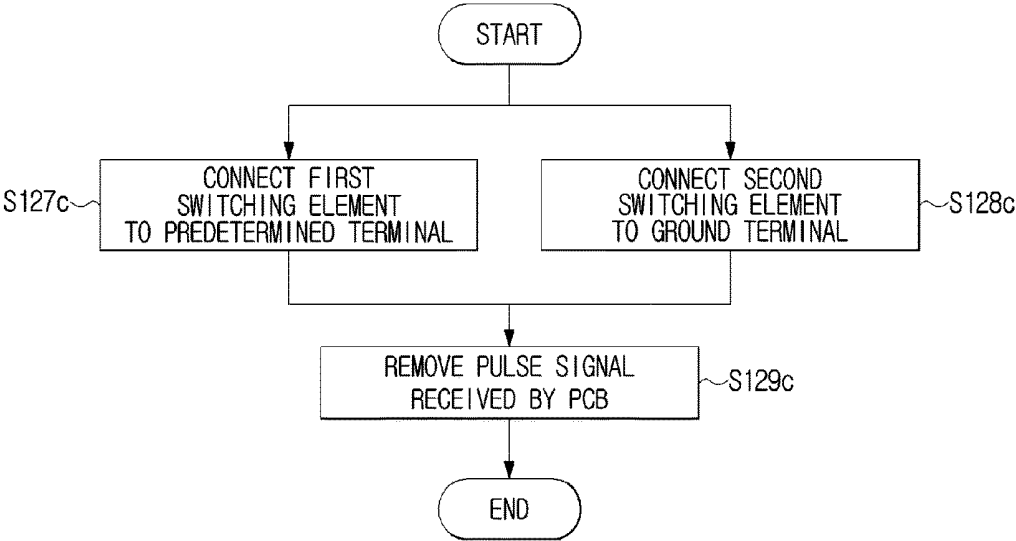 START
CONNECT FIRST
SWITCHING ELEMENT
TO PREDETERMINED TERMINAL
S127c
CONNECT SECOND
SWITCHING ELEMENT
TO GROUND TERMINAL
S128c
REMOVE PULSE SIGNAL
RECEIVED BY PCB
S129c
END